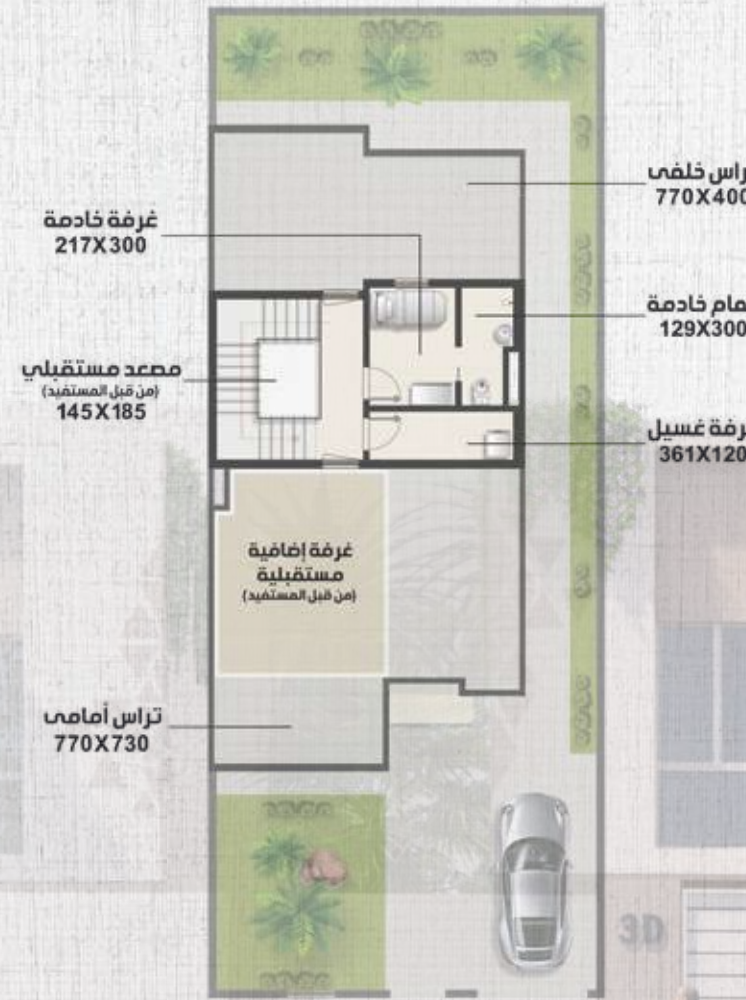 راس خلفي
770X400
غرفة خادمة
217X300
مام خادمة
129X300
مصعد مستقبلي
(من قبل المستفيد)
145X185
رفة غسيل
361X120
غرفة إضافية
مستقبلية
(من قبل المستفيد)
تراس أمامي
770X730
3D